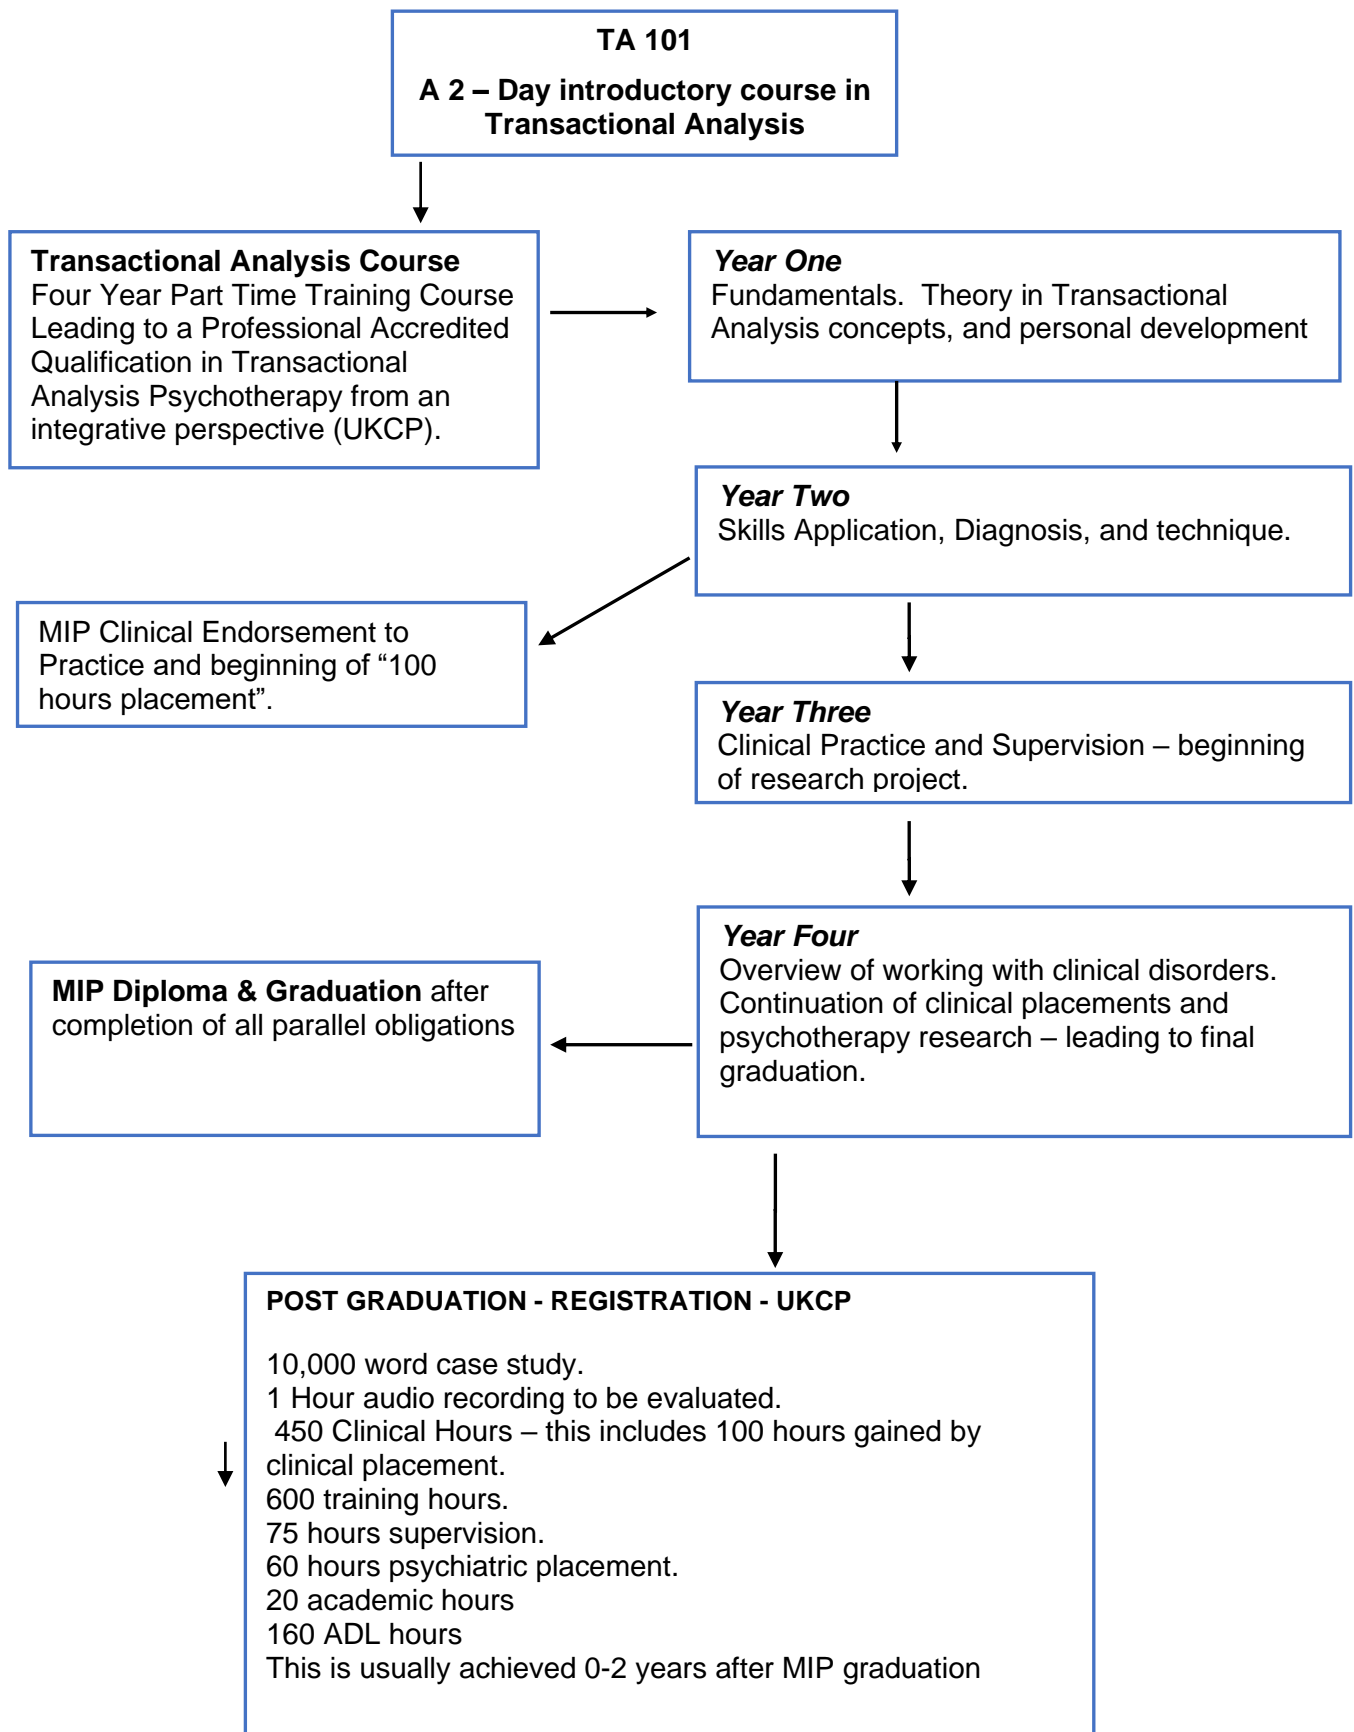 TA 101
A 2 – Day introductory course in
Transactional Analysis
Transactional Analysis Course
Four Year Part Time Training Course
Leading to a Professional Accredited
Qualification in Transactional
Analysis Psychotherapy from an
integrative perspective (UKCP).
Year One
Fundamentals.  Theory in Transactional
Analysis concepts, and personal development
Year Two
Skills Application, Diagnosis, and technique.
MIP Clinical Endorsement to
Practice and beginning of “100
hours placement”.
Year Three
Clinical Practice and Supervision – beginning
of research project.
Year Four
Overview of working with clinical disorders.
Continuation of clinical placements and
psychotherapy research – leading to final
graduation.
MIP Diploma & Graduation after
completion of all parallel obligations
POST GRADUATION - REGISTRATION - UKCP
10,000 word case study.
1 Hour audio recording to be evaluated.
450 Clinical Hours – this includes 100 hours gained by
clinical placement.
600 training hours.
75 hours supervision.
60 hours psychiatric placement.
20 academic hours
160 ADL hours
This is usually achieved 0-2 years after MIP graduation